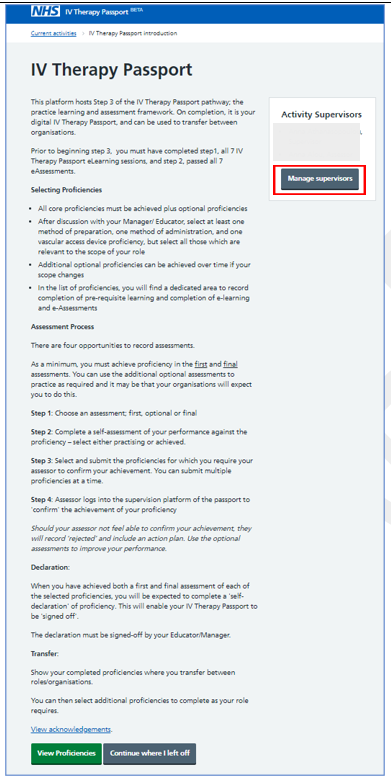 NHS IV Therapy Passport BETA
Current activities › IV Therapy Passport introduction
IV Therapy Passport
This platform hosts Step 3 of the IV Therapy Passport pathway; the
practice learning and assessment framework. On completion, it is your
digital IV Therapy Passport, and can be used to transfer between
organisations.
Prior to beginning step 3, you must have completed step1, all 7 IV
Therapy Passport eLearning sessions, and step 2, passed all 7
eAssessments.
Selecting Proficiencies
• All core proficiencies must be achieved plus optional proficiencies
• After discussion with your Manager/ Educator, select at least one
method of preparation, one method of administration, and one
vascular access device proficiency, but select all those which are
relevant to the scope of your role
• Additional optional proficiencies can be achieved over time if your
scope changes
• In the list of proficiencies, you will find a dedicated area to record
completion of pre-requisite learning and completion of e-learning
and e-Assessments
Assessment Process
There are four opportunities to record assessments.
As a minimum, you must achieve proficiency in the first and final
assessments. You can use the additional optional assessments to
practice as required and it may be that your organisations will expect
you to do this.
Step 1: Choose an assessment; first, optional or final
Step 2: Complete a self-assessment of your performance against the
proficiency – select either practising or achieved.
Step 3: Select and submit the proficiencies for which you require your
assessor to confirm your achievement. You can submit multiple
proficiencies at a time.
Step 4: Assessor logs into the supervision platform of the passport to
'confirm' the achievement of your proficiency
Should your assessor not feel able to confirm your achievement, they
will record 'rejected' and include an action plan. Use the optional
assessments to improve your performance.
Declaration:
When you have achieved both a first and final assessment of each of
the selected proficiencies, you will be expected to complete a 'self-
declaration' of proficiency. This will enable your IV Therapy Passport to
be 'signed off'.
The declaration must be signed-off by your Educator/Manager.
Transfer:
Show your completed proficiencies where you transfer between
roles/organisations.
You can then select additional proficiencies to complete as your role
requires.
View acknowledgements.
View Proficiencies Continue where I left off
Activity Supervisors
Manage supervisors